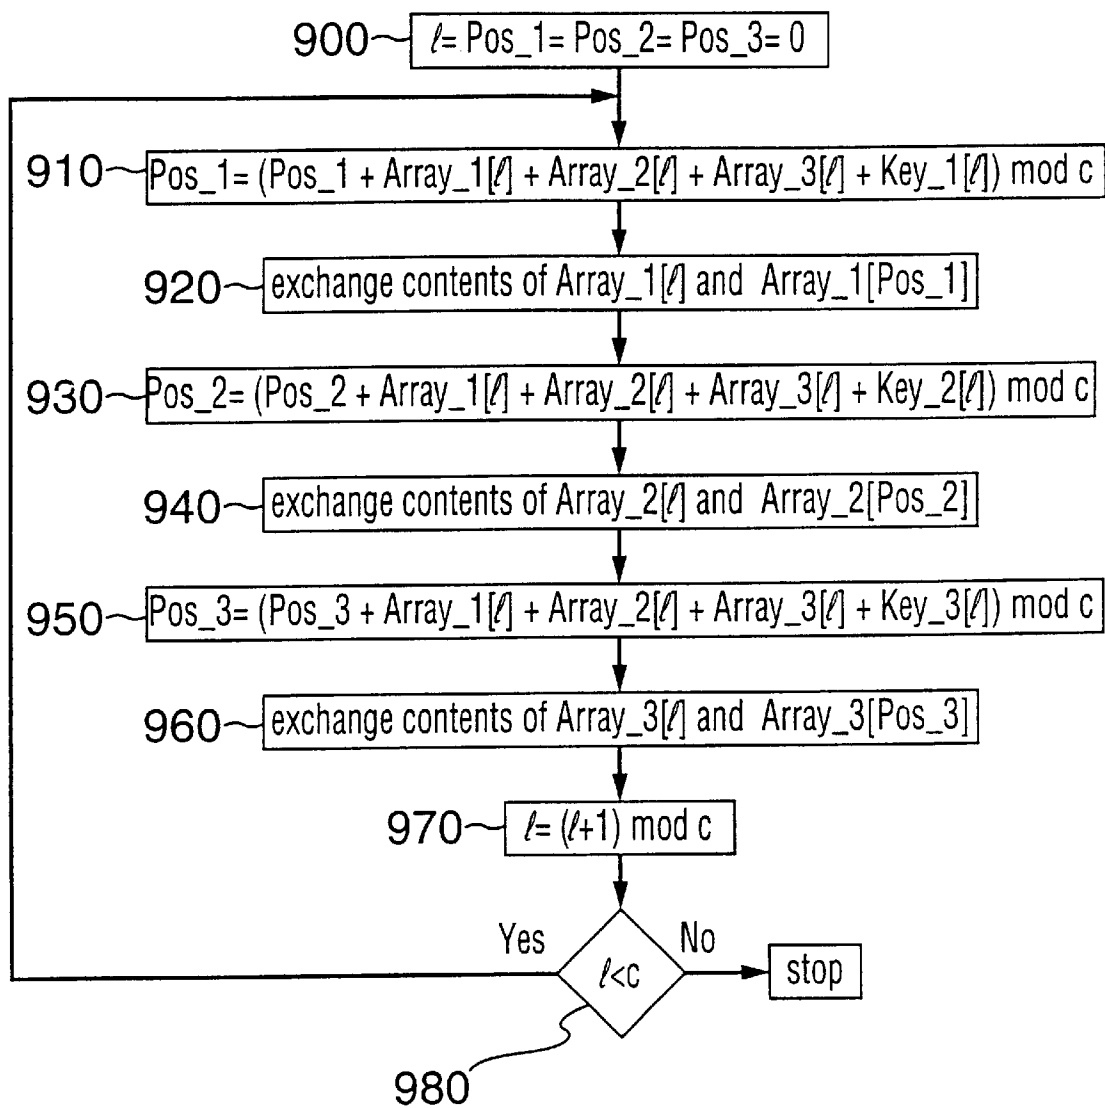 900 ℓ= Pos_1= Pos_2= Pos_3= 0
910 Pos_1= (Pos_1 + Array_1[ℓ] + Array_2[ℓ] + Array_3[ℓ] + Key_1[ℓ]) mod c
920 exchange contents of Array_1[ℓ] and Array_1[Pos_1]
930 Pos_2= (Pos_2 + Array_1[ℓ] + Array_2[ℓ] + Array_3[ℓ] + Key_2[ℓ]) mod c
940 exchange contents of Array_2[ℓ] and Array_2[Pos_2]
950 Pos_3= (Pos_3 + Array_1[ℓ] + Array_2[ℓ] + Array_3[ℓ] + Key_3[ℓ]) mod c
960 exchange contents of Array_3[ℓ] and Array_3[Pos_3]
970 ℓ= (ℓ+1) mod c
Yes No
ℓ<c stop
980